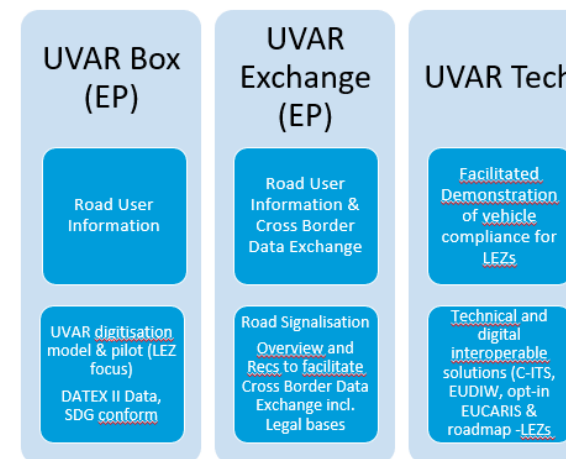 UVAR Box
(EP)
Road User
Information
UVAR digitisation
model & pilot (LEZ
focus)
DATEX II Data,
SDG conform
UVAR
Exchange
(EP)
Road User
Information &
Cross Border
Data Exchange
Road Signalisation
Overview and
Recs to facilitate
Cross Border Data
Exchange incl.
Legal bases
UVAR Tech
Facilitated
Demonstration
of vehicle
compliance for
LEZs
Technical and
digital
interoperable
solutions (C-ITS,
EUDIW, opt-in
EUCARIS &
roadmap -LEZs